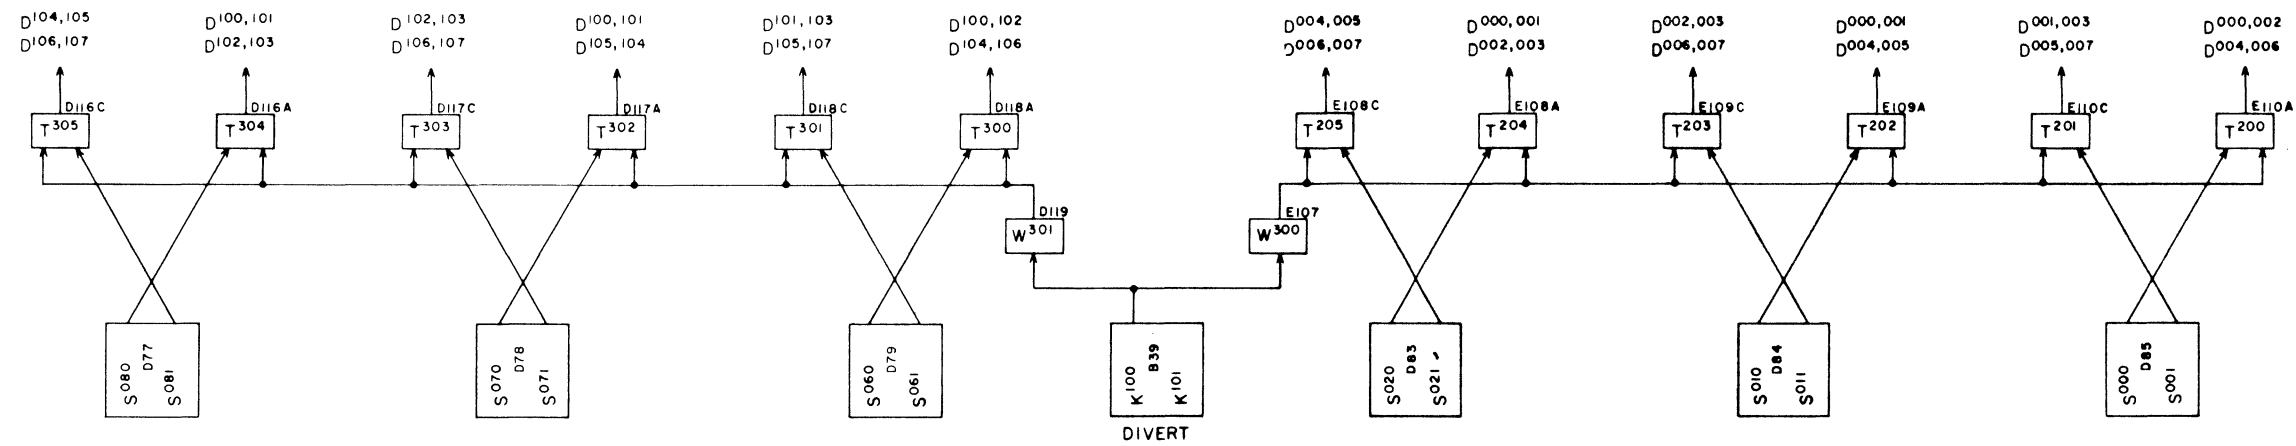 D104,105 D100,101 D102,103 D100,101 D101,103 D100,102 D004,005 D000,001 D002,003 D000,001 D001,003 D000,002
D106,107 D102,103 D106,107 D105,104 D105,107 D104,106 D006,007 D002,003 D006,007 D004,005 D005,007 D004,006
D116C D116A D117C D117A D118C D118A E108C E108A E109C E109A E110C E110A
T305 T304 T303 T302 T301 T300 T205 T204 T203 T202 T201 T200
D119 E107
W301 W300
S080 D77 S081
S070 D78 S071
S060 D79 S061
K100 B39 K101
S020 D83 S021
S010 D84 S011
S000 D85 S001
DIVERT